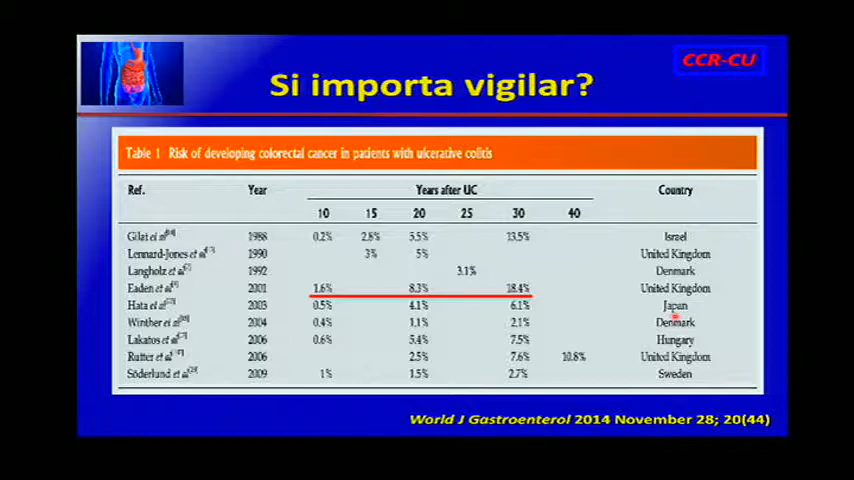 CCR-CU
Si importa vigilar?
Table 1 Risk of developing colorectal cancer in patients with ulcerative colitis
Ref. Year Years after UC Country
10 15 20 25 30 40
Gilat et al 1988 0.2% 2.8% 5.5% 13.5% Israel
Lennard-Jones et al 1990 3% 5% United Kingdom
Langholz et al 1992 3.1% Denmark
Eaden et al 2001 1.6% 8.3% 18.4% United Kingdom
Hata et al 2003 0.5% 4.1% 6.1% Japan
Winther et al 2004 0.4% 1.1% 2.1% Denmark
Lakatos et al 2006 0.6% 5.4% 7.5% Hungary
Rutter et al 2006 2.5% 7.6% 10.8% United Kingdom
Söderlund et al 2009 1% 1.5% 2.7% Sweden
World J Gastroenterol 2014 November 28; 20(44)